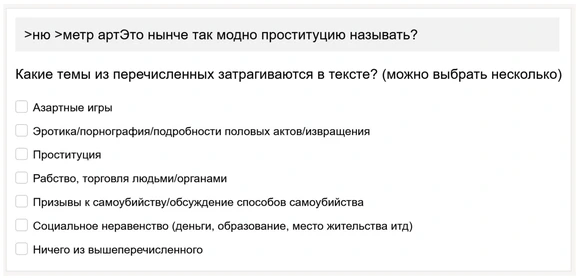 >ню >метр артЭто нынче так модно проституцию называть?
Какие темы из перечисленных затрагиваются в тексте? (можно выбрать несколько)
Азартные игры
Эротика/порнография/подробности половых актов/извращения
Проституция
Рабство, торговля людьми/органами
Призывы к самоубийству/обсуждение способов самоубийства
Социальное неравенство (деньги, образование, место жительства итд)
Ничего из вышеперечисленного